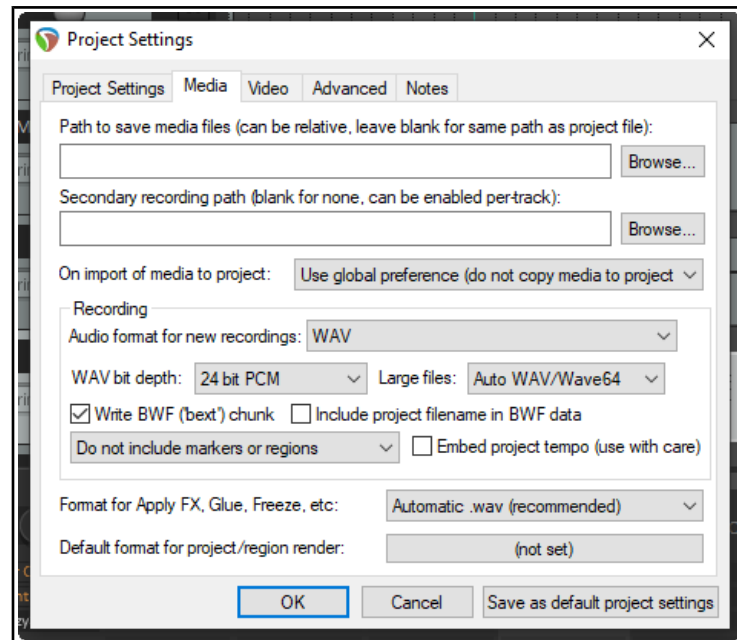 Project Settings
Project Settings Media Video Advanced Notes
Path to save media files (can be relative, leave blank for same path as project file):
Browse...
Secondary recording path (blank for none, can be enabled per-track):
Browse...
On import of media to project: Use global preference (do not copy media to project
Recording
Audio format for new recordings: WAV
WAV bit depth: 24 bit PCM Large files: Auto WAV/Wave64
Write BWF ('bext') chunk Include project filename in BWF data
Do not include markers or regions Embed project tempo (use with care)
Format for Apply FX, Glue, Freeze, etc: Automatic .wav (recommended)
Default format for project/region render: (not set)
OK Cancel Save as default project settings